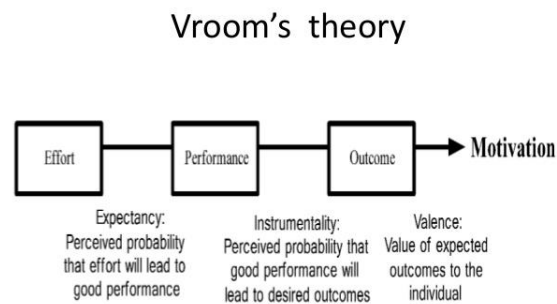 Vroom's theory
Effort
Performance
Outcome
Motivation
Expectancy:
Perceived probability
that effort will lead to
good performance
Instrumentality:
Perceived probability that
good performance will
lead to desired outcomes
Valence:
Value of expected
outcomes to the
individual